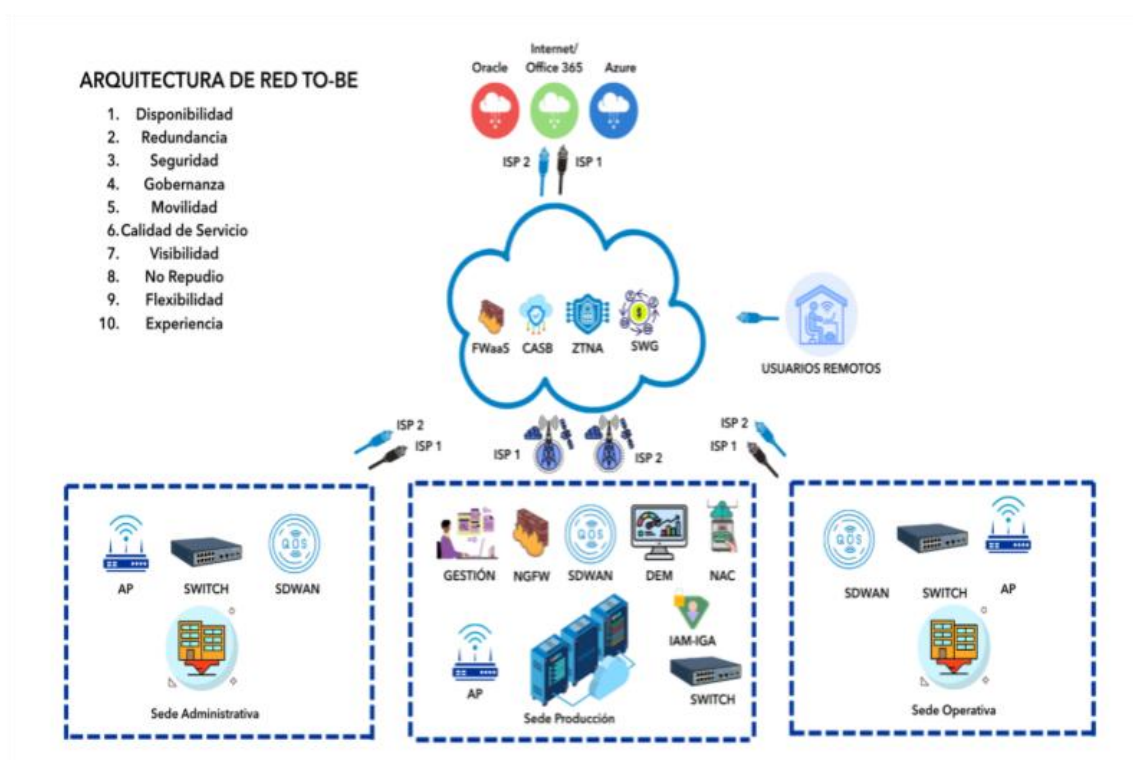 ARQUITECTURA DE RED TO-BE
1. Disponibilidad
2. Redundancia
3. Seguridad
4. Gobernanza
5. Movilidad
6.Calidad de Servicio
7. Visibilidad
8. No Repudio
9. Flexibilidad
10. Experiencia
Internet/
Oracle Office 365 Azure
ISP 2 ISP 1
FWaaS CASB ZTNA SWG
USUARIOS REMOTOS
ISP 2
ISP 1
ISP 1 ISP 2
ISP 2
ISP 1
AP SWITCH QOS SDWAN
Sede Administrativa
GESTIÓN NGFW QOS SDWAN DEM NAC
IAM-IGA
AP SWITCH
Sede Producción
QOS SDWAN SWITCH AP
Sede Operativa